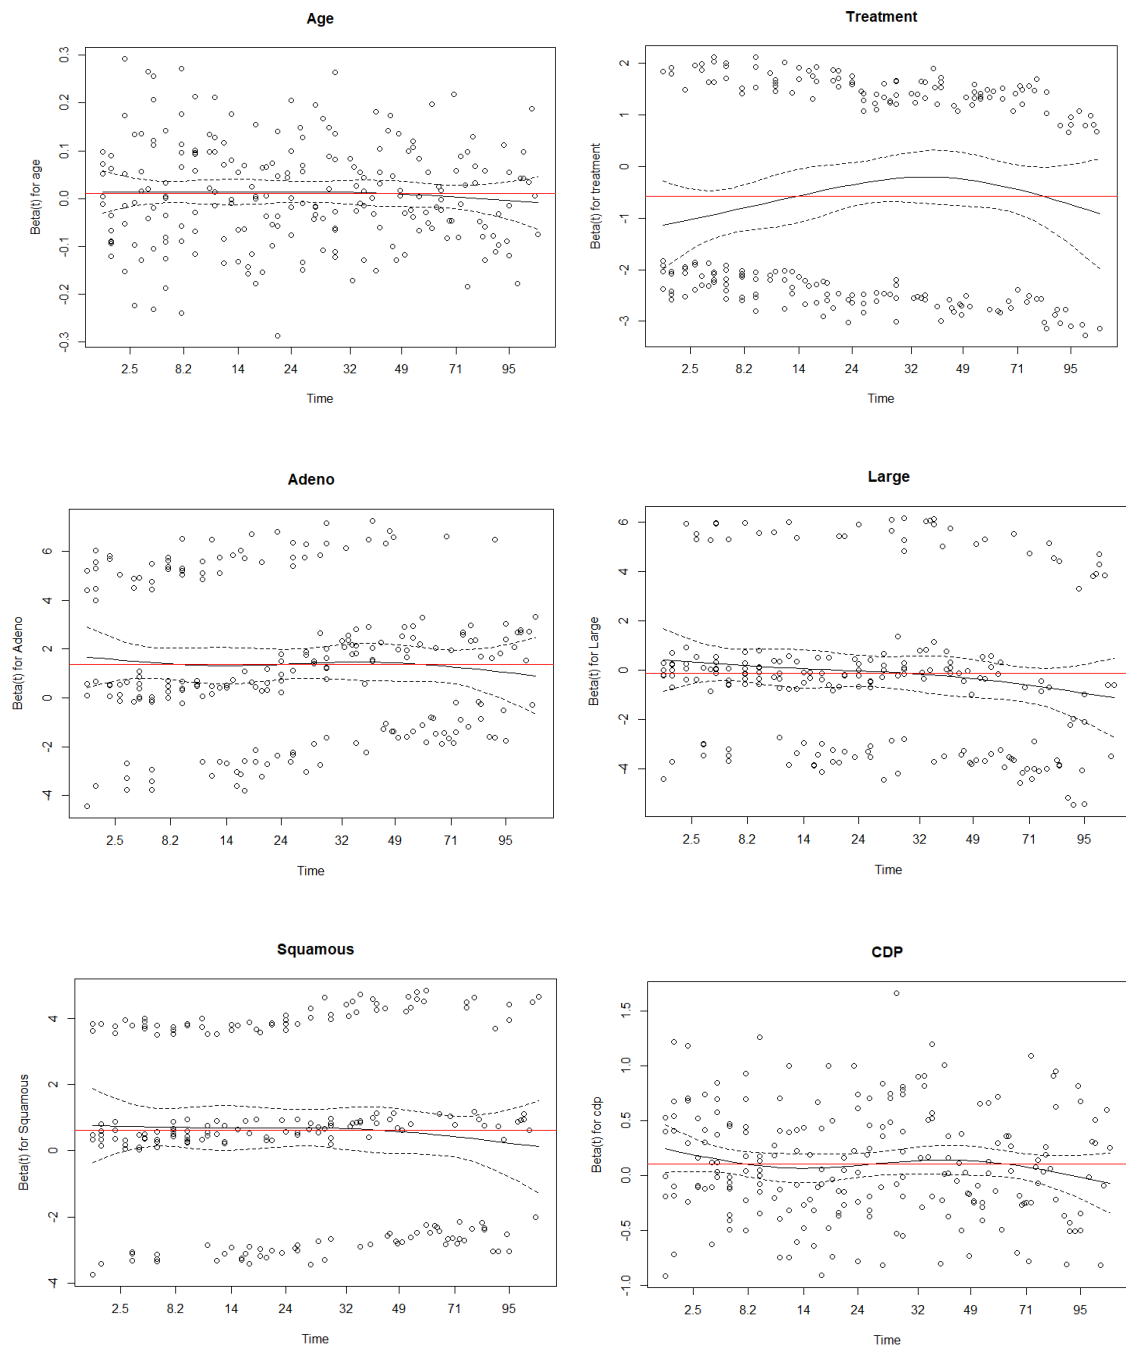 Age
Beta(t) for age
0.3
0.2
0.1
0.0
-0.1
-0.2
-0.3
2.5 8.2 14 24 32 49 71 95
Time
Treatment
Beta(t) for treatment
2
1
0
-1
-2
-3
2.5 8.2 14 24 32 49 71 95
Time
Adeno
Beta(t) for Adeno
6
4
2
0
-2
-4
2.5 8.2 14 24 32 49 71 95
Time
Large
Beta(t) for Large
6
4
2
0
-2
-4
2.5 8.2 14 24 32 49 71 95
Time
Squamous
Beta(t) for Squamous
4
2
0
-2
-4
2.5 8.2 14 24 32 49 71 95
Time
CDP
Beta(t) for cdp
1.5
1.0
0.5
0.0
-0.5
-1.0
2.5 8.2 14 24 32 49 71 95
Time